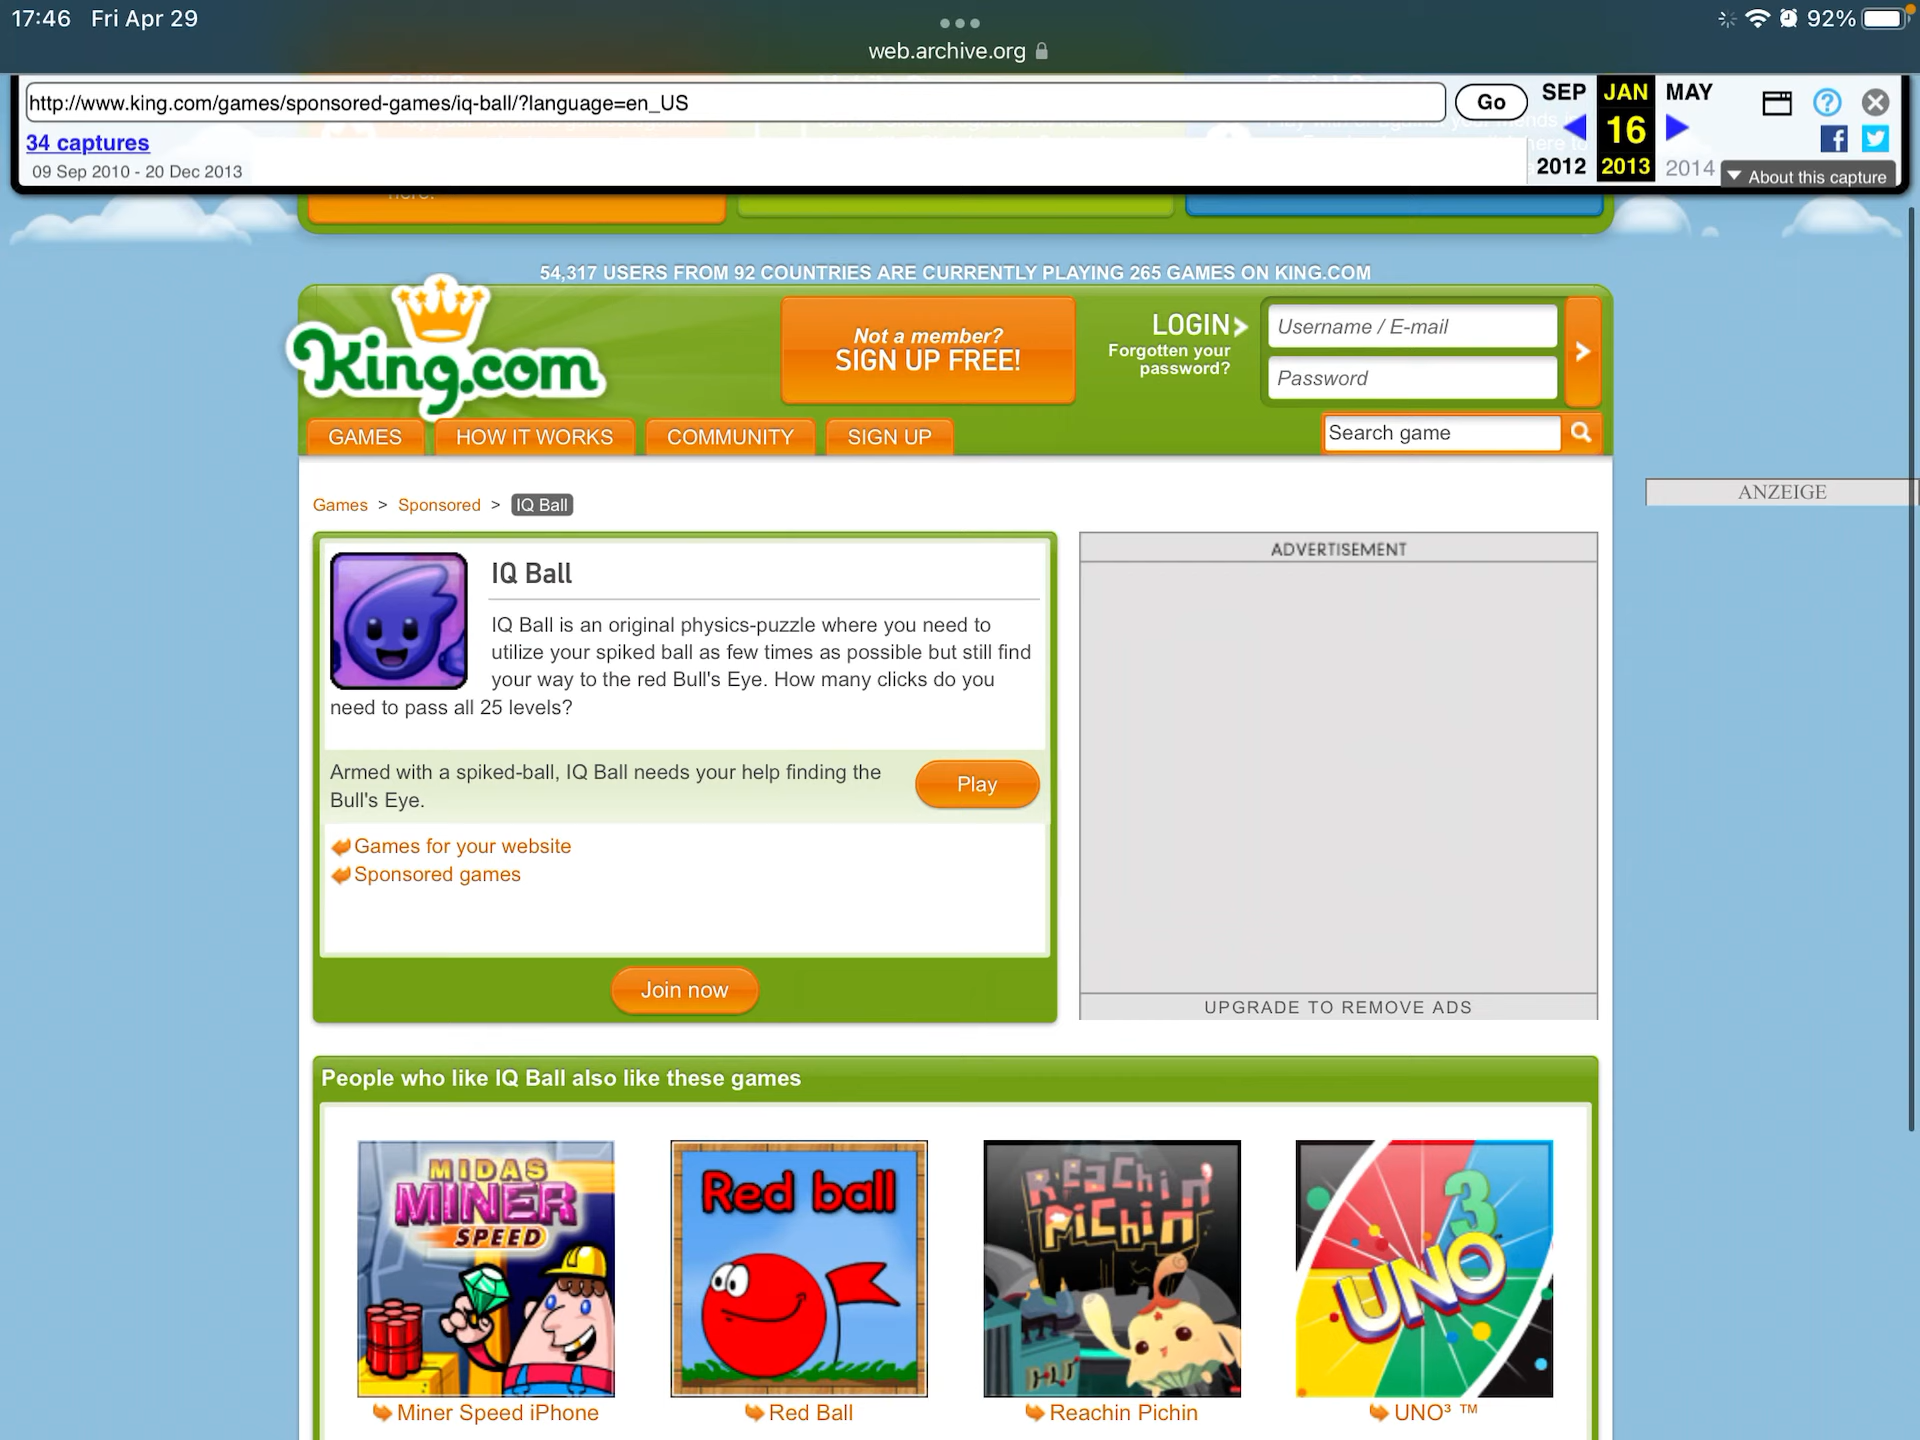 17:46 Fri Apr 29
92%
web.archive.org
http://www.king.com/games/sponsored-games/iq-ball/?language=en_US
Go
SEP JAN MAY
16
2012 2013 2014
34 captures
09 Sep 2010 - 20 Dec 2013
About this capture
here.
54,317 USERS FROM 92 COUNTRIES ARE CURRENTLY PLAYING 265 GAMES ON KING.COM
King.com
Not a member?
SIGN UP FREE!
LOGIN
Forgotten your
password?
Username / E-mail
Password
GAMES HOW IT WORKS COMMUNITY SIGN UP
Search game
ANZEIGE
Games > Sponsored > IQ Ball
IQ Ball
IQ Ball is an original physics-puzzle where you need to
utilize your spiked ball as few times as possible but still find
your way to the red Bull's Eye. How many clicks do you
need to pass all 25 levels?
Armed with a spiked-ball, IQ Ball needs your help finding the
Bull's Eye.
Play
Games for your website
Sponsored games
Join now
ADVERTISEMENT
UPGRADE TO REMOVE ADS
People who like IQ Ball also like these games
MIDAS
MINER
SPEED
Red ball
Reachin'
Pichin'
UNO 3
Miner Speed iPhone
Red Ball
Reachin Pichin
UNO³ ™